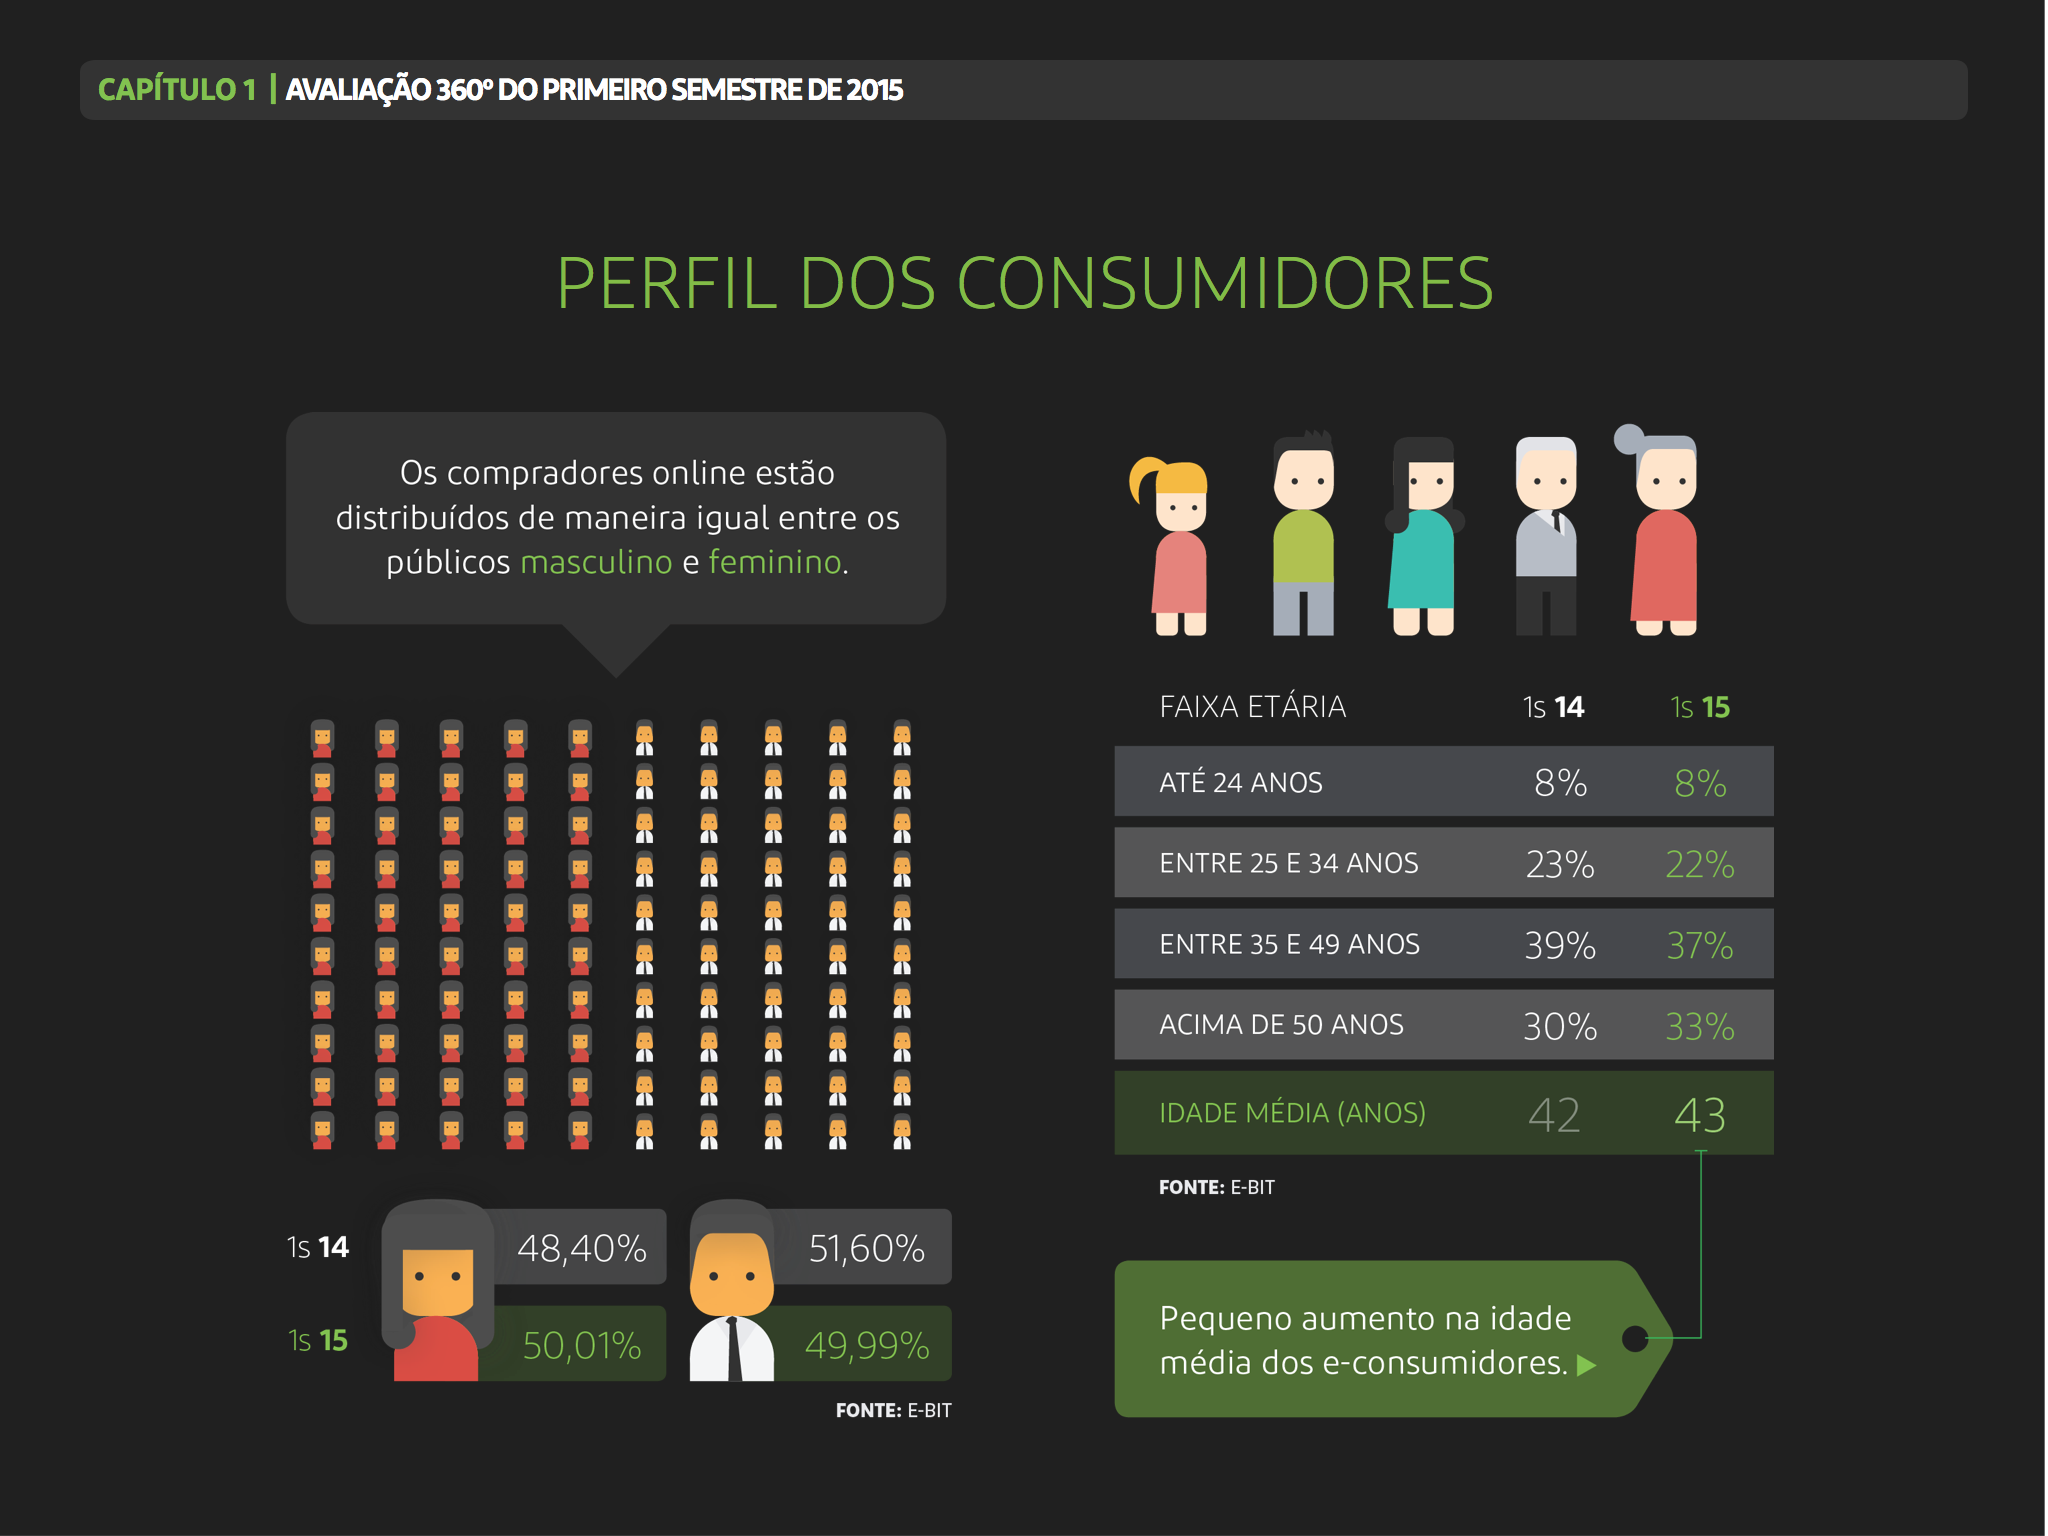 CAPÍTULO 1 | AVALIAÇÃO 360º DO PRIMEIRO SEMESTRE DE 2015
PERFIL DOS CONSUMIDORES
Os compradores online estão
distribuídos de maneira igual entre os
públicos masculino e feminino.
1s 14 48,40% 51,60%
1s 15 50,01% 49,99%
FONTE: E-BIT
FAIXA ETÁRIA 1s 14 1s 15
ATÉ 24 ANOS 8% 8%
ENTRE 25 E 34 ANOS 23% 22%
ENTRE 35 E 49 ANOS 39% 37%
ACIMA DE 50 ANOS 30% 33%
IDADE MÉDIA (ANOS) 42 43
FONTE: E-BIT
Pequeno aumento na idade
média dos e-consumidores.